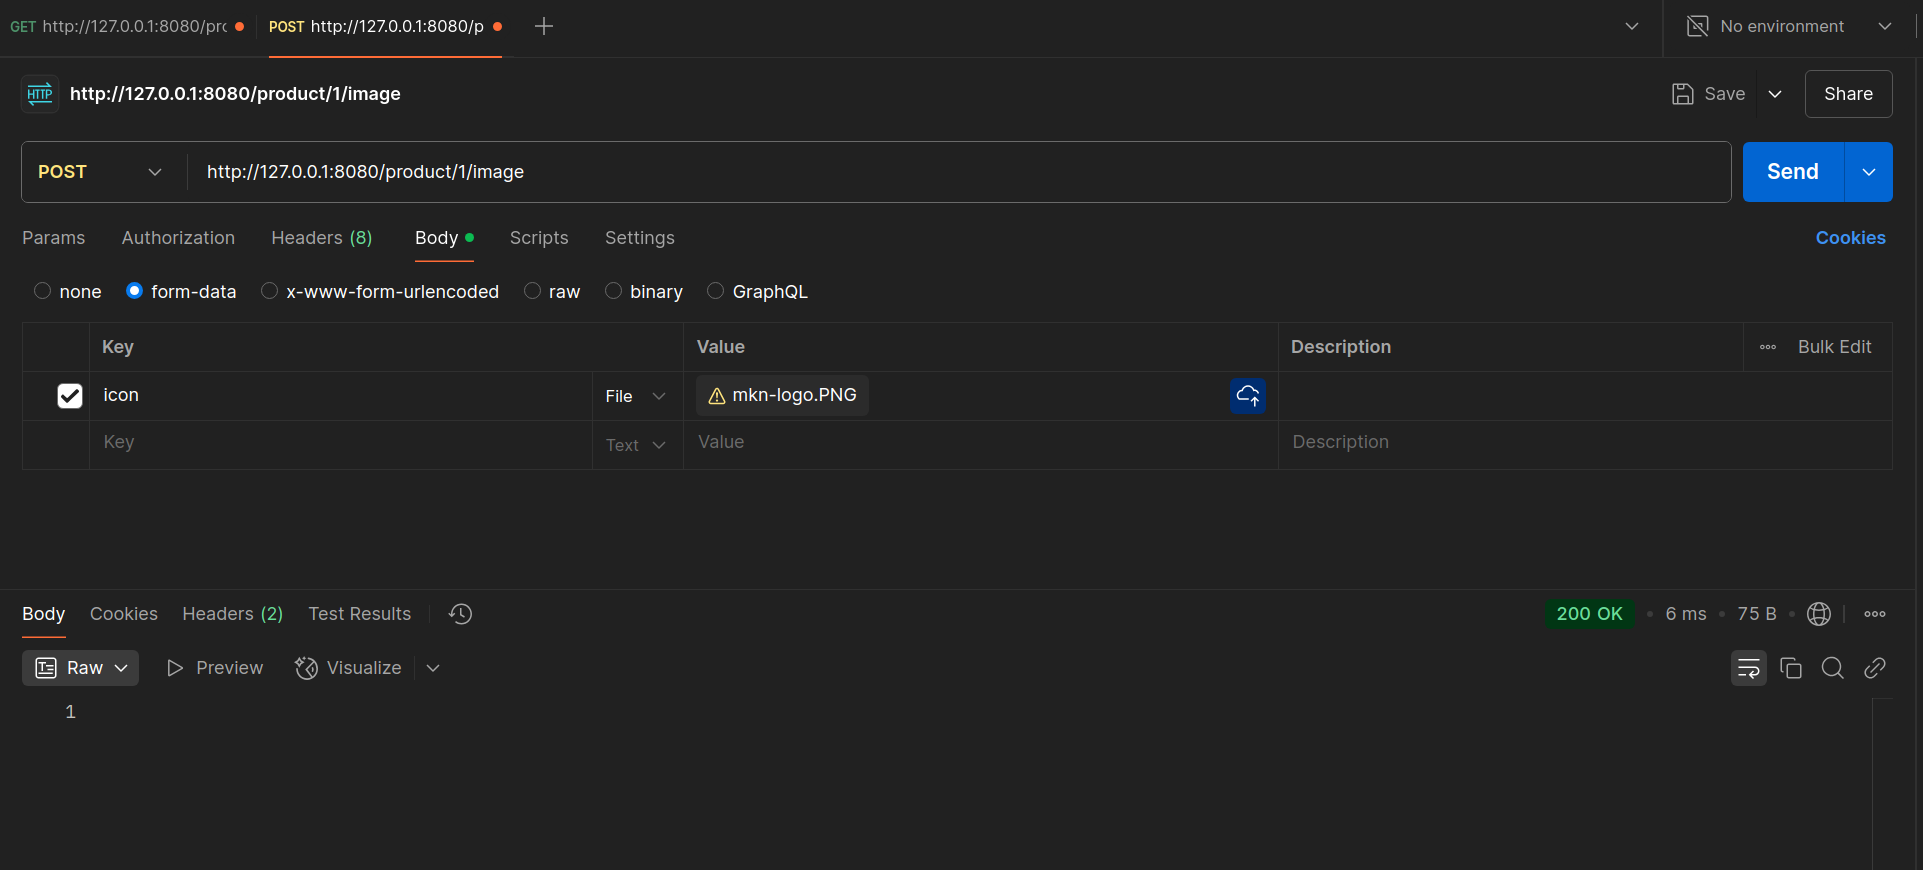 GET http://127.0.0.1:8080/prc POST http://127.0.0.1:8080/p No environment
HTTP http://127.0.0.1:8080/product/1/image Save Share
POST http://127.0.0.1:8080/product/1/image Send
Params Authorization Headers (8) Body Scripts Settings Cookies
none form-data x-www-form-urlencoded raw binary GraphQL
Key Value Description Bulk Edit
icon File mkn-logo.PNG
Key Text Value Description
Body Cookies Headers (2) Test Results 200 OK 6 ms 75 B
Raw Preview Visualize
1